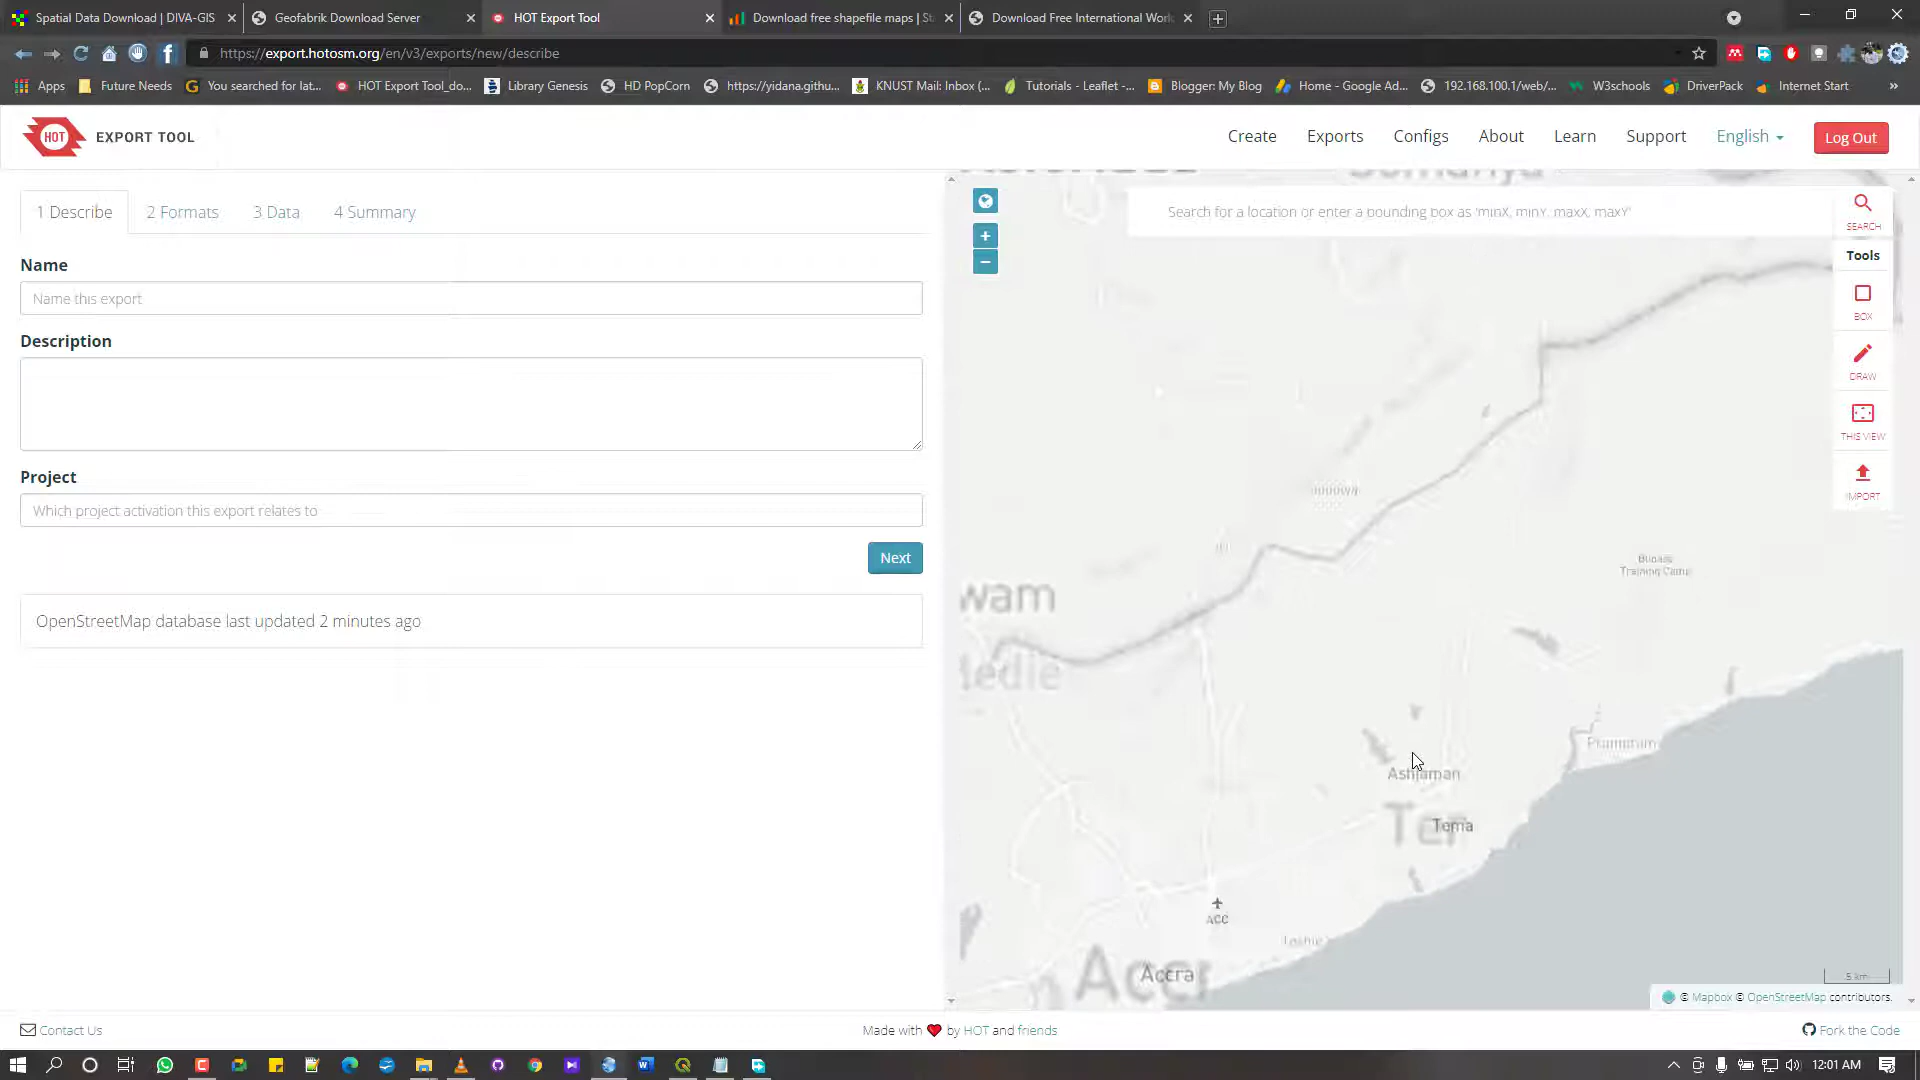 Spatial Data Download | DIVA-GIS
Geofabrik Download Server
HOT Export Tool
Download free shapefile maps | St
Download Free International Worl
https://export.hotosm.org/en/v3/exports/new/describe
Apps
Future Needs
You searched for lat...
HOT Export Tool_do...
Library Genesis
HD PopCorn
https://yidana.githu...
KNUST Mail: Inbox (...
Tutorials - Leaflet -...
Blogger: My Blog
Home - Google Ad...
192.168.100.1/web/...
W3schools
DriverPack
Internet Start
HOT EXPORT TOOL
Create
Exports
Configs
About
Learn
Support
English
Log Out
1 Describe
2 Formats
3 Data
4 Summary
Name
Name this export
Description
Project
Which project activation this export relates to
Next
OpenStreetMap database last updated 2 minutes ago
Search for a location or enter a bounding box as 'minX, minY, maxX, maxY'
SEARCH
Tools
BOX
DRAW
THIS VIEW
IMPORT
+
−
Training Camp
Prampram
Ashiaman
Tema
ACC
Accra
5 km
© Mapbox © OpenStreetMap contributors.
Contact Us
Made with ❤ by HOT and friends
Fork the Code
12:01 AM